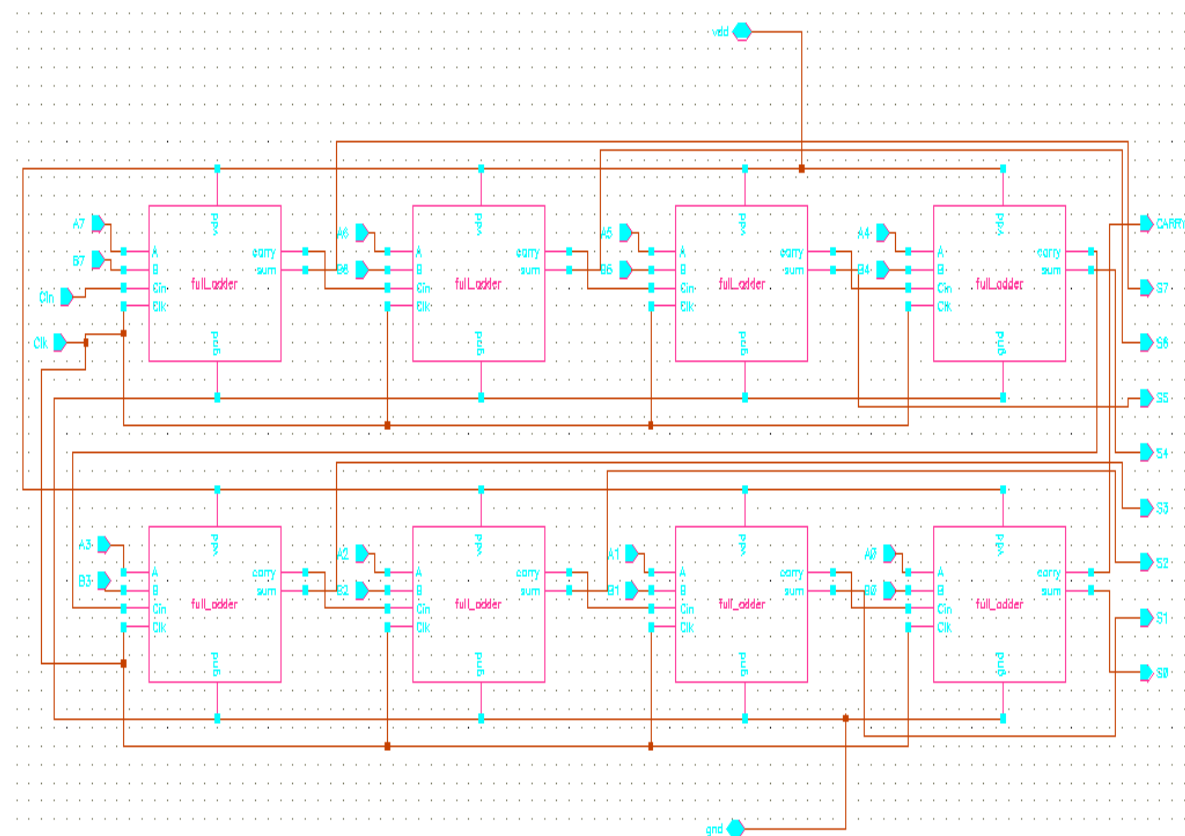 vdd
vdd
vdd
vdd
vdd
A7
A6
A5
A4
CARRY
A
B
Cin
Clk
carry
sum
full_adder
gnd
A
B
Cin
Clk
carry
sum
full_adder
gnd
A
B
Cin
Clk
carry
sum
full_adder
gnd
B4
A
B
Cin
Clk
carry
sum
full_adder
gnd
Cin
Clk
S7
S6
S5
S4
S3
vdd
vdd
vdd
vdd
A3
B3
A
B
Cin
Clk
carry
sum
full_adder
gnd
A2
B2
A
B
Cin
Clk
carry
sum
full_adder
gnd
A1
B1
A
B
Cin
Clk
carry
sum
full_adder
gnd
A0
B0
A
B
Cin
Clk
carry
sum
full_adder
gnd
S2
S1
S0
gnd